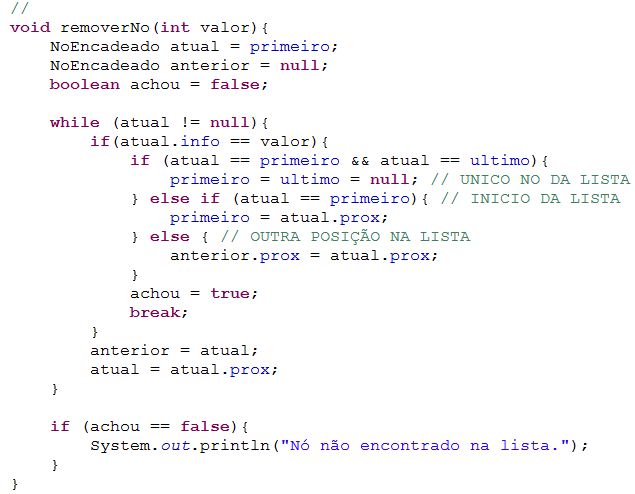 //
void removerNo(int valor){
    NoEncadeado atual = primeiro;
    NoEncadeado anterior = null;
    boolean achou = false;

    while (atual != null){
        if(atual.info == valor){
            if (atual == primeiro && atual == ultimo){
                primeiro = ultimo = null; // UNICO NO DA LISTA
            } else if (atual == primeiro){ // INICIO DA LISTA
                primeiro = atual.prox;
            } else { // OUTRA POSIÇÃO NA LISTA
                anterior.prox = atual.prox;
            }
            achou = true;
            break;
        }
        anterior = atual;
        atual = atual.prox;
    }

    if (achou == false){
        System.out.println("Nó não encontrado na lista.");
    }
}